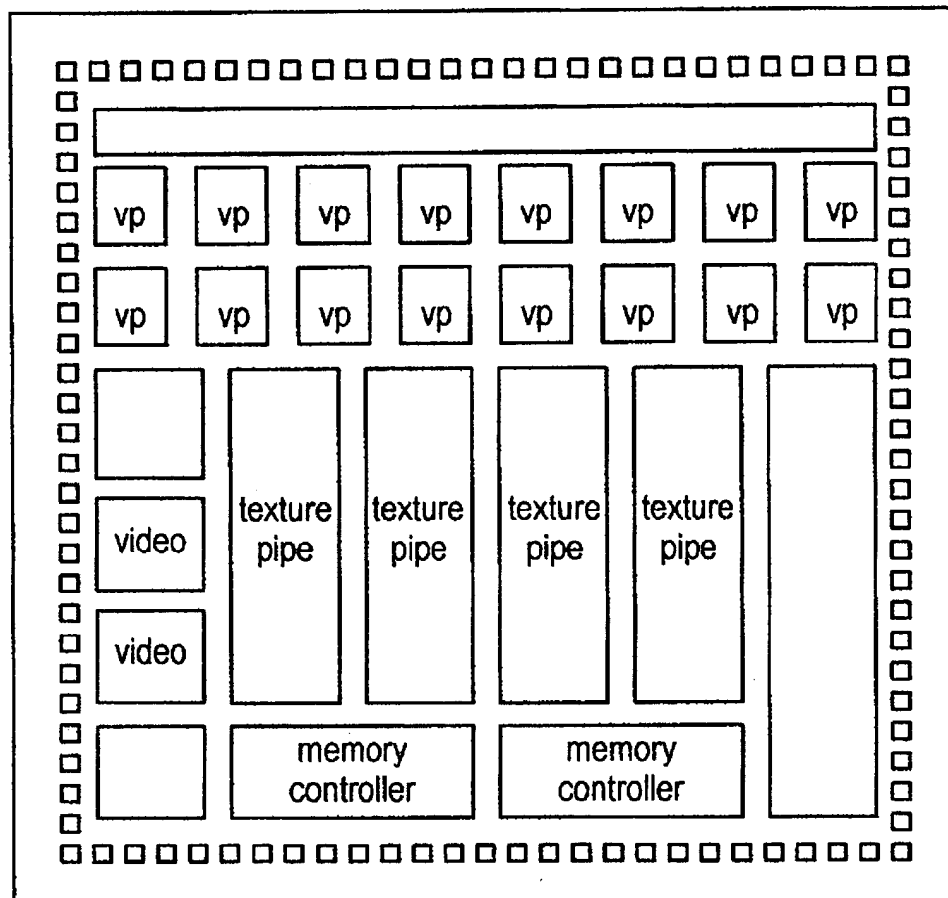 vp vp vp vp vp vp vp vp
vp vp vp vp vp vp vp vp
texture texture texture texture
pipe pipe pipe pipe
video
video
memory memory
controller controller